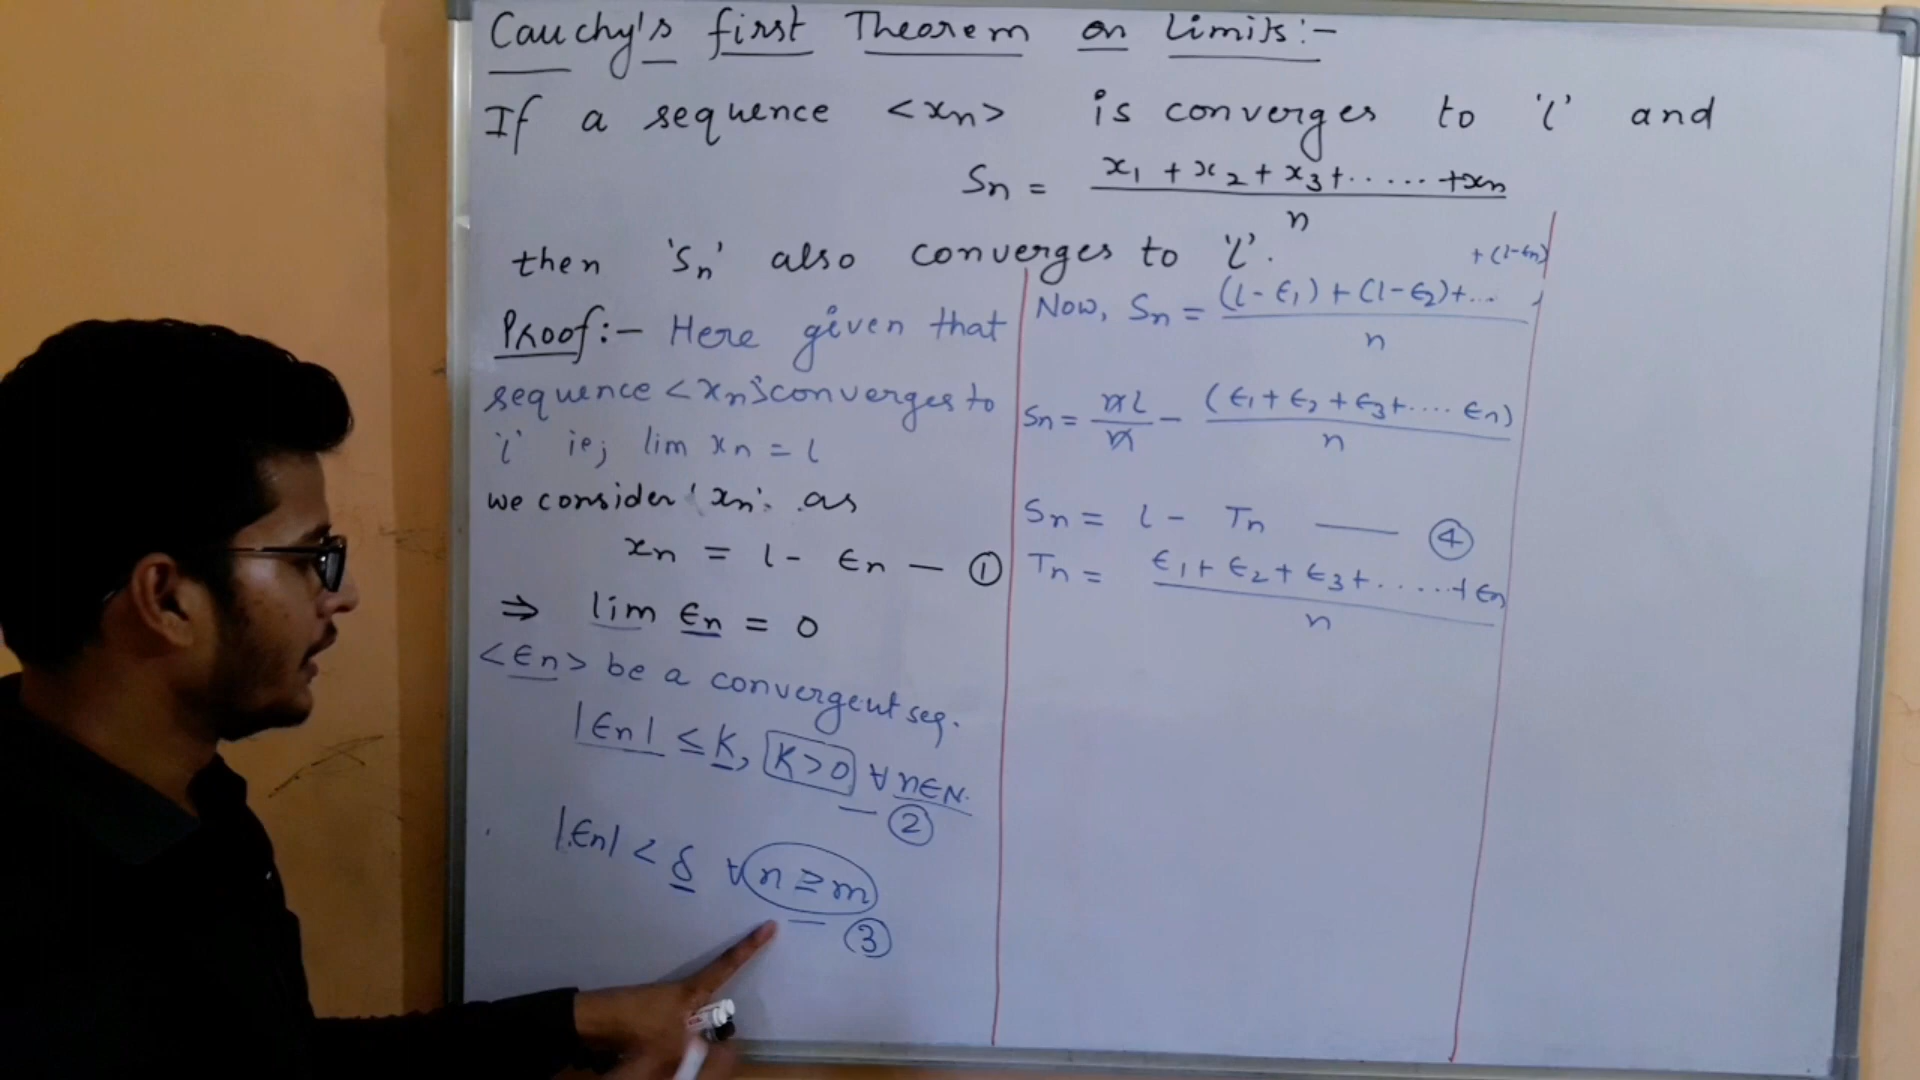 Cauchy's first Theorem on Limits:-
If a sequence <xn> is converges to 'l' and
Sn = x1 + x2 + x3 + ...... + xn / n
then 'Sn' also converges to 'l'.
Proof:- Here given that
sequence <xn> converges to
'l' ie; lim xn = l
we consider 'xn' as
xn = l - ϵn — ①
⇒ lim ϵn = 0
<ϵn> be a convergent seq.
|ϵn| ≤ K, K>0 ∀ n∈N.
— ②
|ϵn| < δ ∀ n ≥ m
— ③
Now, Sn = (l-ϵ1) + (l-ϵ2) + ... + (l-ϵn) / n
Sn = nl / n - (ϵ1 + ϵ2 + ϵ3 + .... ϵn) / n
Sn = l - Tn — ④
Tn = ϵ1 + ϵ2 + ϵ3 + ...... + ϵn / n